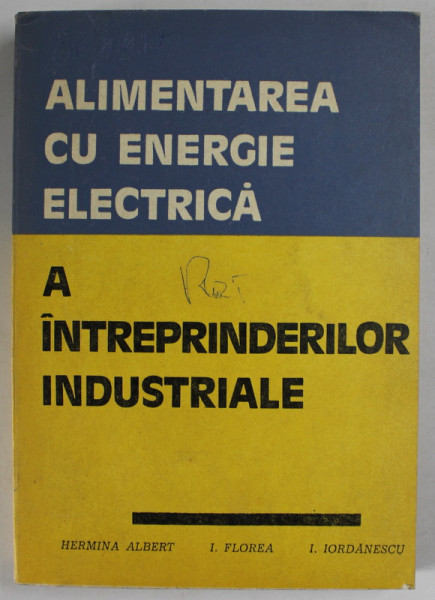 ALIMENTAREA
CU ENERGIE
ELECTRICĂ
A
ÎNTREPRINDERILOR
INDUSTRIALE
HERMINA ALBERT I. FLOREA I. IORDĂNESCU